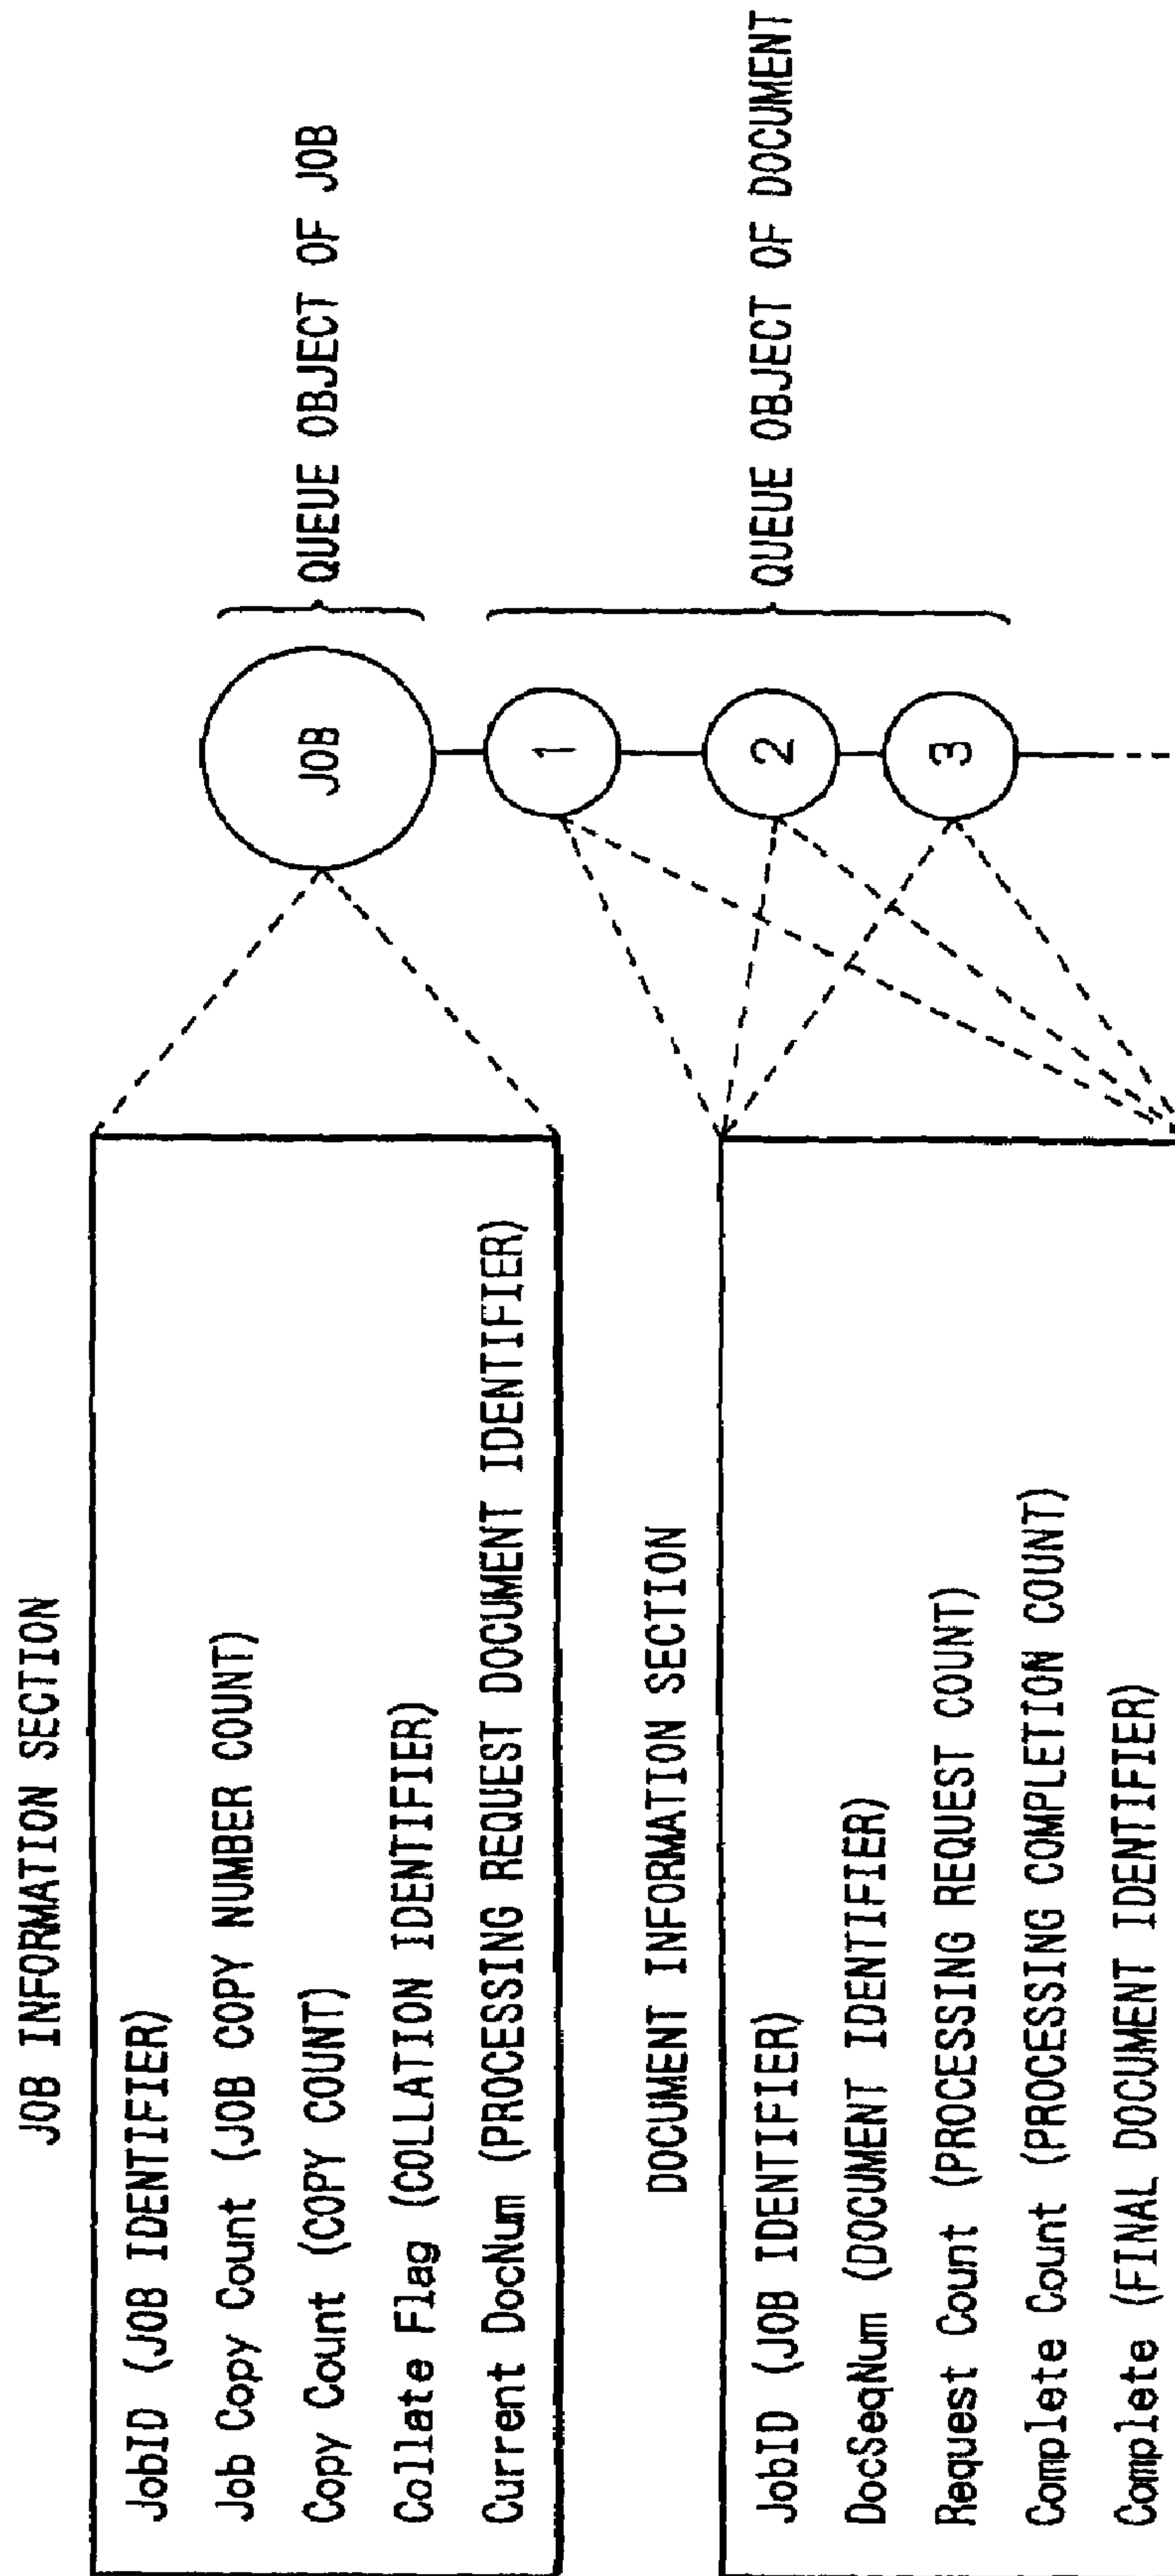 JOB INFORMATION SECTION
JobID (JOB IDENTIFIER)
Job Copy Count (JOB COPY NUMBER COUNT)
Copy Count (COPY COUNT)
Collate Flag (COLLATION IDENTIFIER)
Current DocNum (PROCESSING REQUEST DOCUMENT IDENTIFIER)
JOB
QUEUE OBJECT OF JOB
DOCUMENT INFORMATION SECTION
JobID (JOB IDENTIFIER)
DocSeqNum (DOCUMENT IDENTIFIER)
Request Count (PROCESSING REQUEST COUNT)
Complete Count (PROCESSING COMPLETION COUNT)
Complete (FINAL DOCUMENT IDENTIFIER)
1
2
3
QUEUE OBJECT OF DOCUMENT